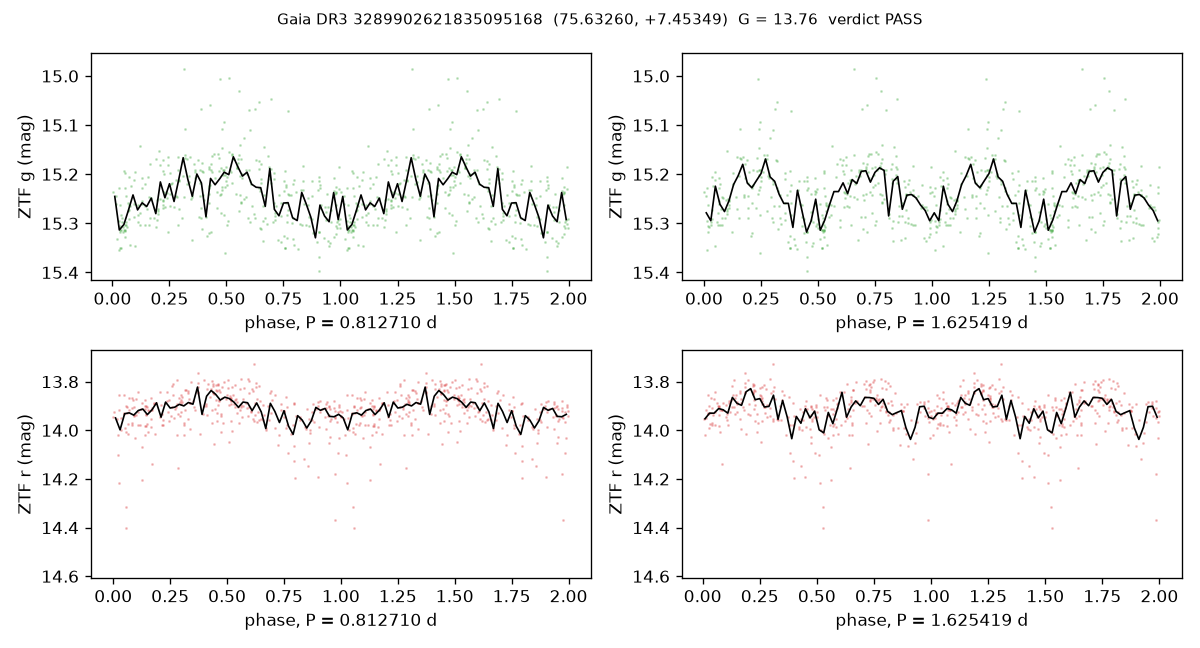 Gaia DR3 3289902621835095168 (75.63260, +7.45349) G = 13.76 verdict PASS
ZTF g (mag)
15.0
15.1
15.2
15.3
15.4
0.00 0.25 0.50 0.75 1.00 1.25 1.50 1.75 2.00
phase, P = 0.812710 d
ZTF g (mag)
15.0
15.1
15.2
15.3
15.4
0.00 0.25 0.50 0.75 1.00 1.25 1.50 1.75 2.00
phase, P = 1.625419 d
ZTF r (mag)
13.8
14.0
14.2
14.4
14.6
0.00 0.25 0.50 0.75 1.00 1.25 1.50 1.75 2.00
phase, P = 0.812710 d
ZTF r (mag)
13.8
14.0
14.2
14.4
14.6
0.00 0.25 0.50 0.75 1.00 1.25 1.50 1.75 2.00
phase, P = 1.625419 d